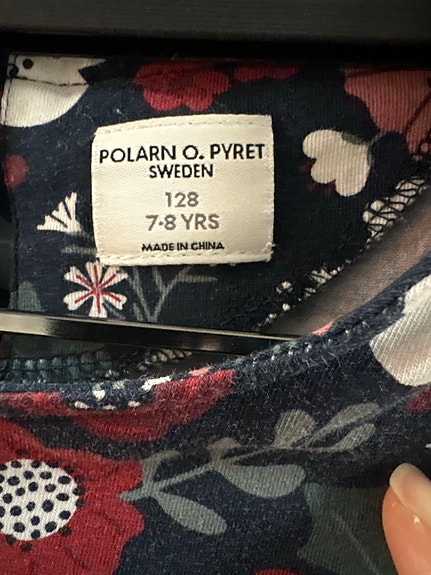 POLARN O. PYRET
SWEDEN
128
7-8 YRS
MADE IN CHINA